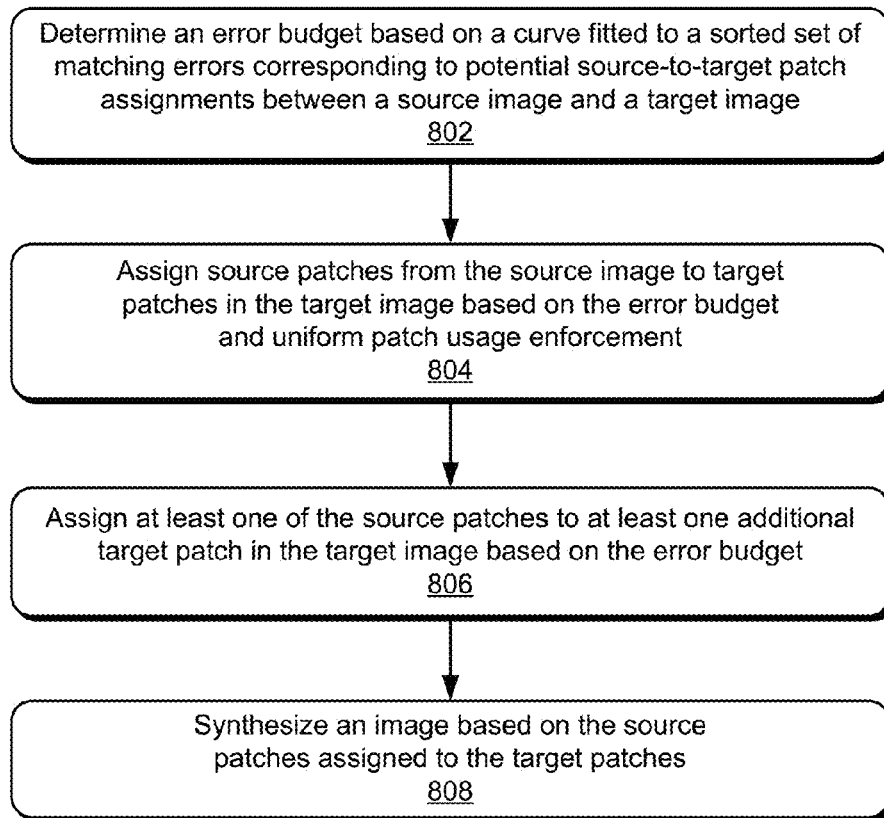 Determine an error budget based on a curve fitted to a sorted set of
matching errors corresponding to potential source-to-target patch
assignments between a source image and a target image
802
Assign source patches from the source image to target
patches in the target image based on the error budget
and uniform patch usage enforcement
804
Assign at least one of the source patches to at least one additional
target patch in the target image based on the error budget
806
Synthesize an image based on the source
patches assigned to the target patches
808